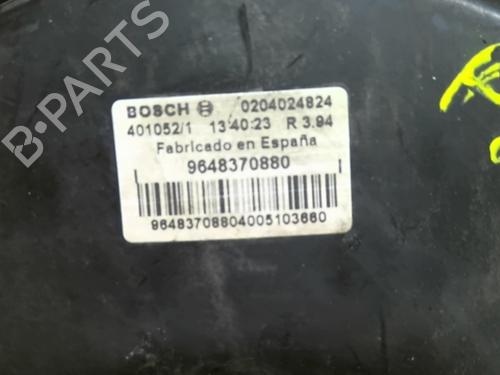 B-PARTS
BOSCH 0204024824
401052/1 13:40:23 R 3.94
Fabricado en España
9648370880
96483708804005103660